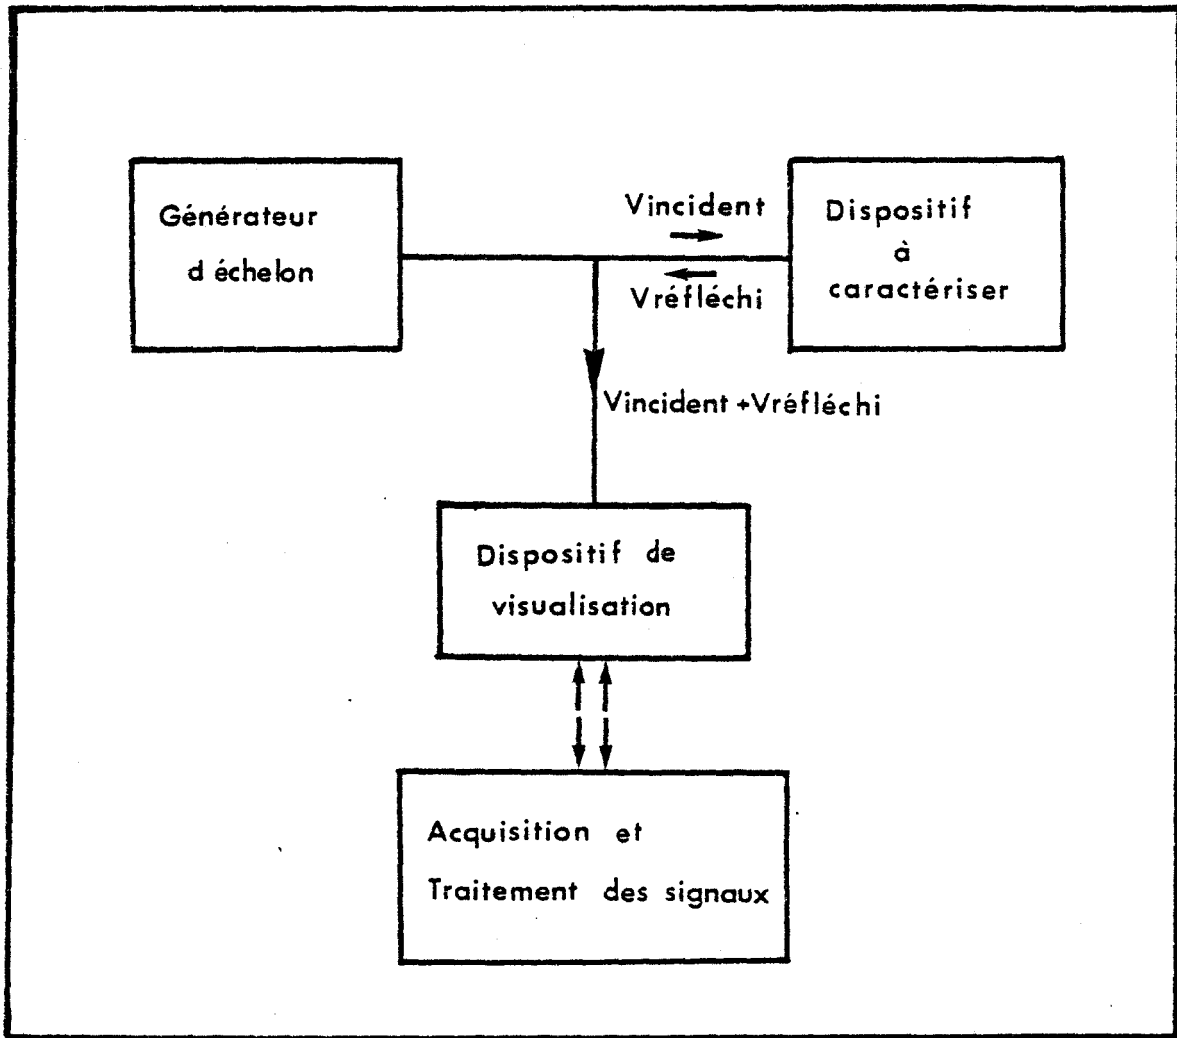 Générateur
d échelon
Vincident
Vréfléchi
Dispositif
à
caractériser
Vincident+Vréfléchi
Dispositif de
visualisation
Acquisition et
Traitement des signaux